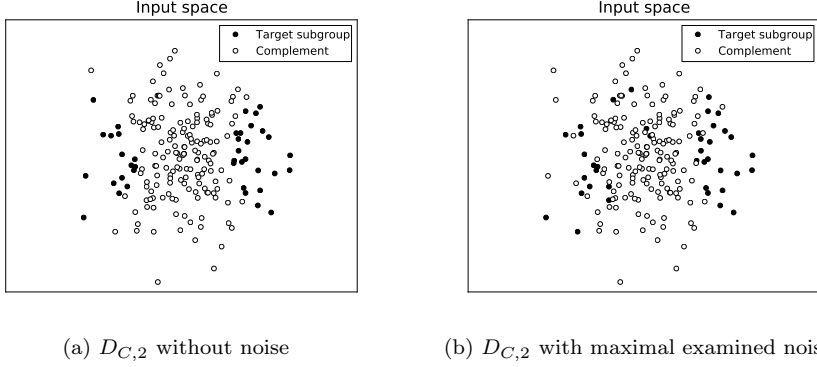 Input space
Target subgroup
Complement
Input space
Target subgroup
Complement
(a) D_{C,2} without noise
(b) D_{C,2} with maximal examined